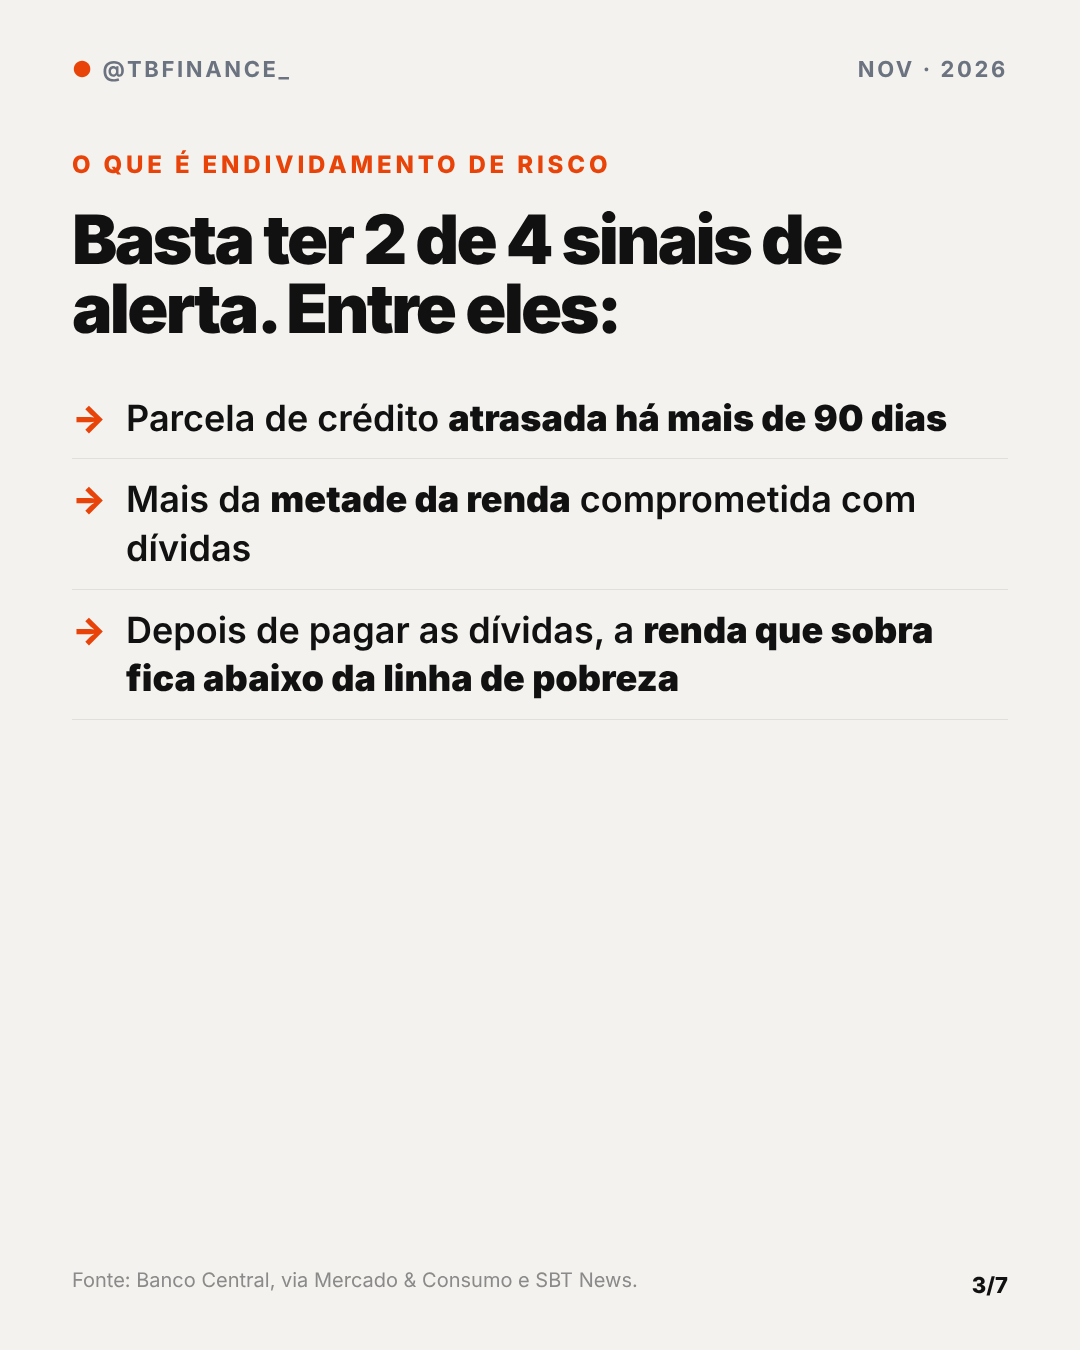 @TBFINANCE_
NOV · 2026
O QUE É ENDIVIDAMENTO DE RISCO
Basta ter 2 de 4 sinais de
alerta. Entre eles:
→ Parcela de crédito atrasada há mais de 90 dias
→ Mais da metade da renda comprometida com
dívidas
→ Depois de pagar as dívidas, a renda que sobra
fica abaixo da linha de pobreza
Fonte: Banco Central, via Mercado & Consumo e SBT News.
3/7